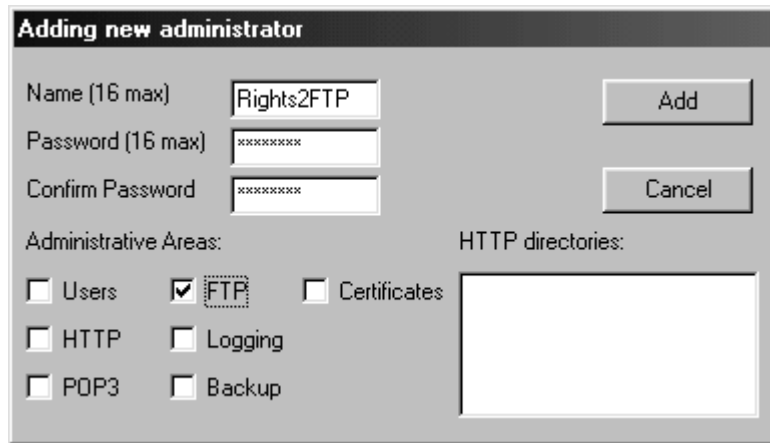 Adding new administrator
Name (16 max) Rights2FTP Add
Password (16 max) ××××××××
Confirm Password ×××××××× Cancel
Administrative Areas: HTTP directories:
Users FTP Certificates
HTTP Logging
POP3 Backup